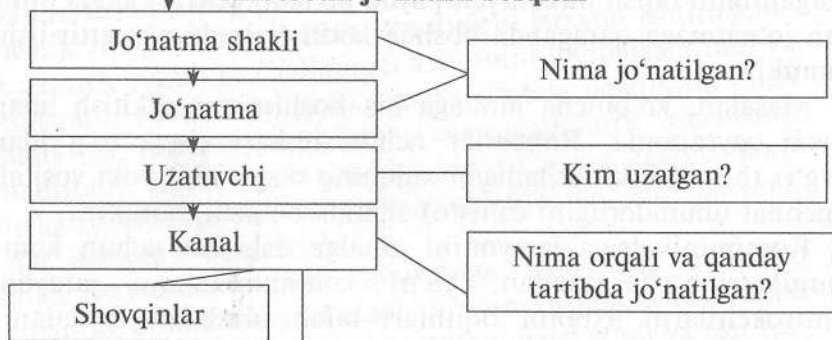 Jo‘natma shakli
Nima jo‘natilgan?
Jo‘natma
Uzatuvchi
Kim uzatgan?
Kanal
Nima orqali va qanday
tartibda jo‘natilgan?
Shovqinlar